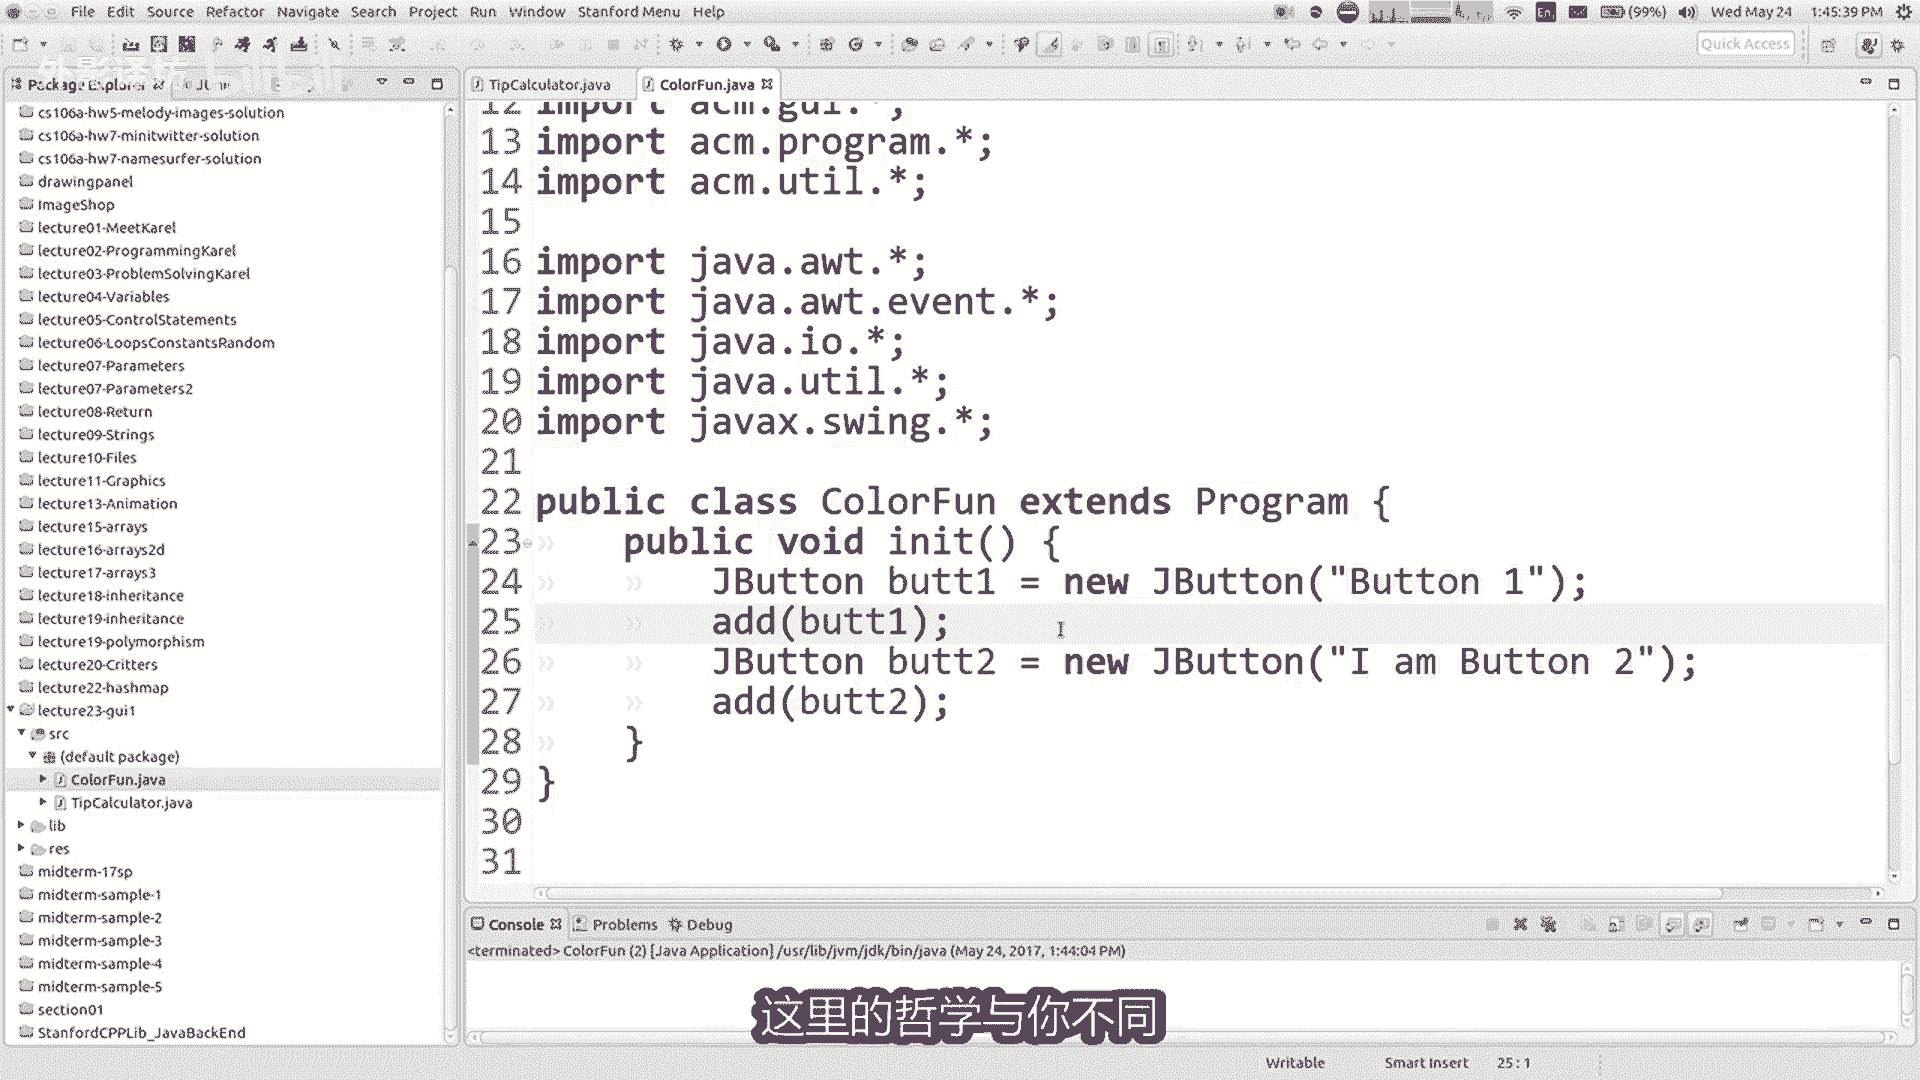 File Edit Source Refactor Navigate Search Project Run Window Stanford Menu Help
En (99%) Wed May 24 1:45:39 PM
Quick Access
Package Explorer
TipCalculator.java ColorFun.java
cs106a-hw5-melody-images-solution
cs106a-hw7-minitwitter-solution
cs106a-hw7-namesurfer-solution
drawingpanel
ImageShop
lecture01-MeetKarel
lecture02-ProgrammingKarel
lecture03-ProblemSolvingKarel
lecture04-Variables
lecture05-ControlStatements
lecture06-LoopsConstantsRandom
lecture07-Parameters
lecture07-Parameters2
lecture08-Return
lecture09-Strings
lecture10-Files
lecture11-Graphics
lecture13-Animation
lecture15-arrays
lecture16-arrays2d
lecture17-arrays3
lecture18-inheritance
lecture19-inheritance
lecture19-polymorphism
lecture20-Critters
lecture22-hashmap
lecture23-gui1
src
(default package)
ColorFun.java
TipCalculator.java
lib
res
midterm-17sp
midterm-sample-1
midterm-sample-2
midterm-sample-3
midterm-sample-4
midterm-sample-5
section01
StanfordCPPLib_JavaBackEnd
12 import acm.gui.*;
13 import acm.program.*;
14 import acm.util.*;
15
16 import java.awt.*;
17 import java.awt.event.*;
18 import java.io.*;
19 import java.util.*;
20 import javax.swing.*;
21
22 public class ColorFun extends Program {
23 public void init() {
24 JButton butt1 = new JButton("Button 1");
25 add(butt1);
26 JButton butt2 = new JButton("I am Button 2");
27 add(butt2);
28 }
29 }
30
31
Console Problems Debug
<terminated> ColorFun (2) [Java Application] /usr/lib/jvm/jdk/bin/java (May 24, 2017, 1:44:04 PM)
这里的哲学与你不同
Writable Smart Insert 25 : 1